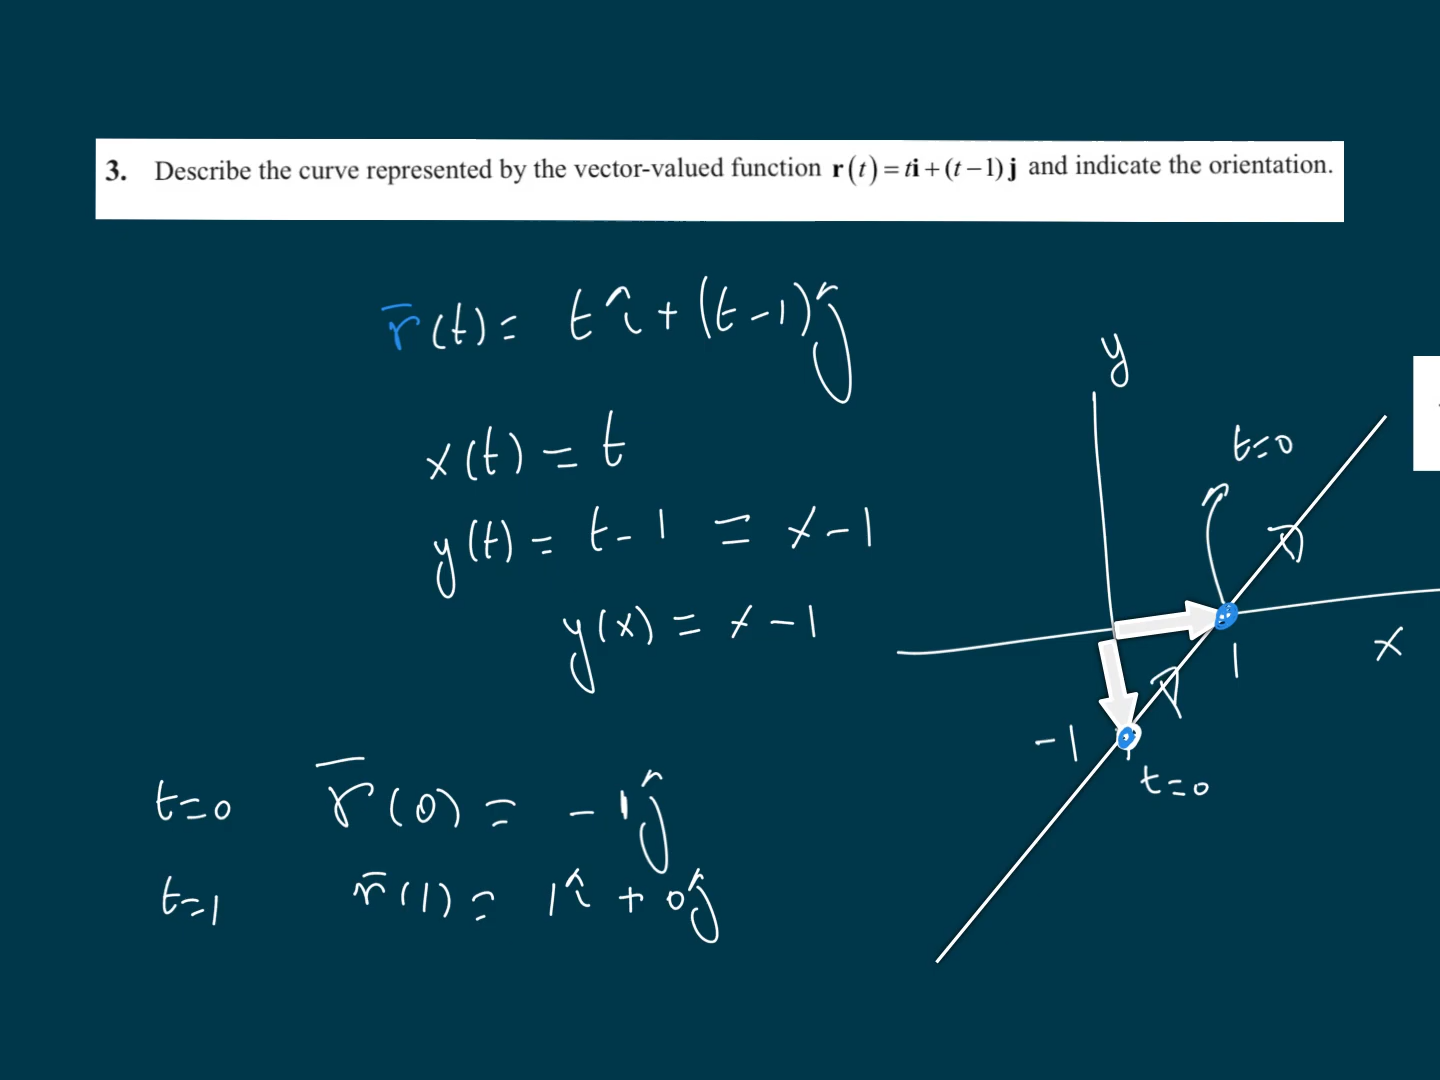 3. Describe the curve represented by the vector-valued function r(t) = ti + (t − 1) j and indicate the orientation.
r̄(t) = t î + (t - 1) ĵ
x(t) = t
y(t) = t - 1 = x - 1
y(x) = x - 1
t=0 r̄(0) = -1 ĵ
t=1 r̄(1) = 1 î + 0 ĵ
y
t=0
1
x
-1
t=0